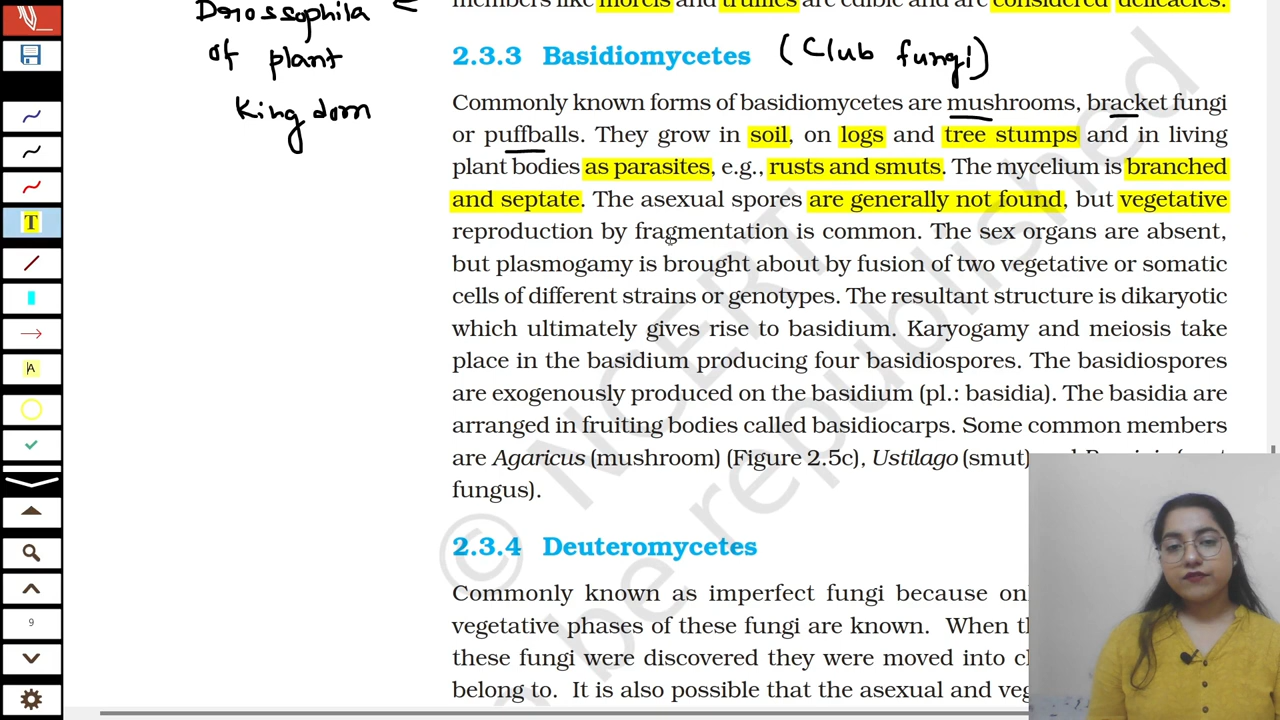 Drossophila
of plant
King dom
members like morels and truffles are edible and are considered delicacies.
2.3.3 Basidiomycetes (Club fungi)
Commonly known forms of basidiomycetes are mushrooms, bracket fungi
or puffballs. They grow in soil, on logs and tree stumps and in living
plant bodies as parasites, e.g., rusts and smuts. The mycelium is branched
and septate. The asexual spores are generally not found, but vegetative
reproduction by fragmentation is common. The sex organs are absent,
but plasmogamy is brought about by fusion of two vegetative or somatic
cells of different strains or genotypes. The resultant structure is dikaryotic
which ultimately gives rise to basidium. Karyogamy and meiosis take
place in the basidium producing four basidiospores. The basidiospores
are exogenously produced on the basidium (pl.: basidia). The basidia are
arranged in fruiting bodies called basidiocarps. Some common members
are Agaricus (mushroom) (Figure 2.5c), Ustilago (smut)
fungus).
2.3.4 Deuteromycetes
Commonly known as imperfect fungi because
vegetative phases of these fungi are known. When
these fungi were discovered they were moved into
belong to. It is also possible that the asexual and
© NCERT
be republished
T
A
9